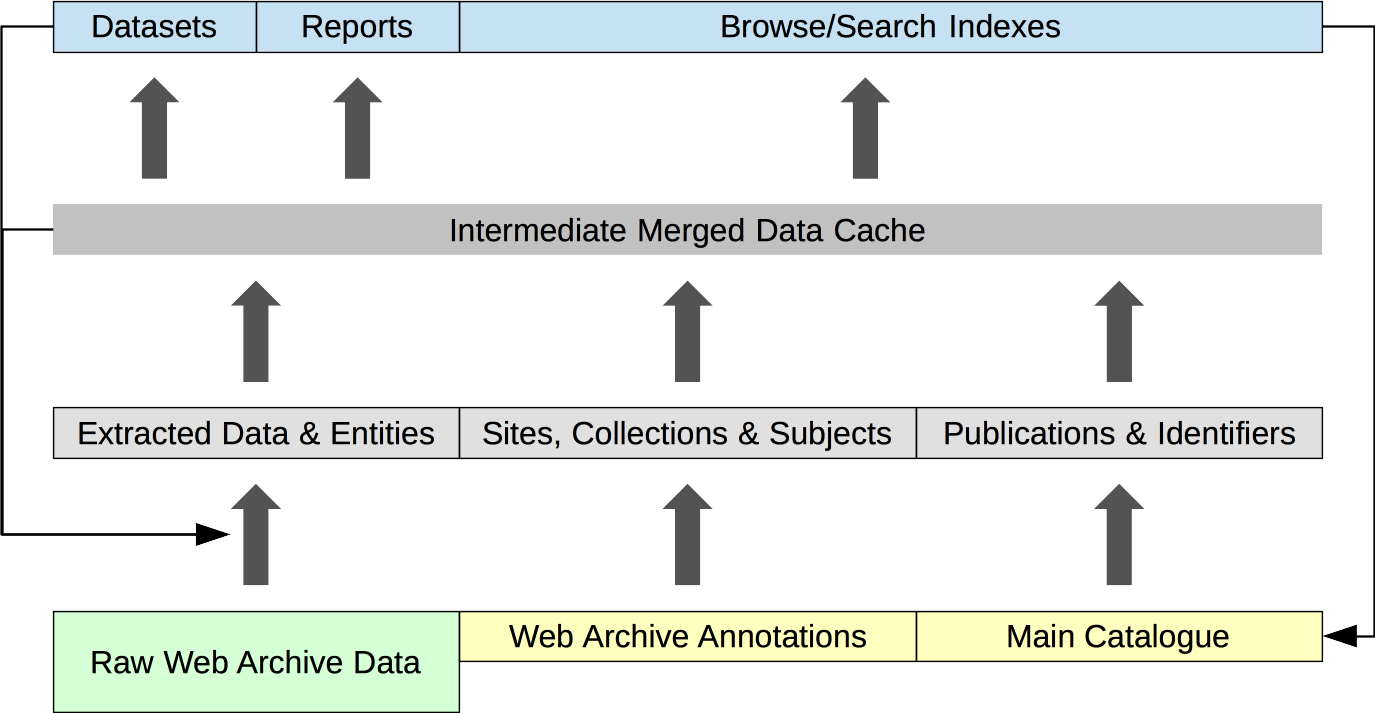 Datasets
Reports
Browse/Search Indexes
Intermediate Merged Data Cache
Extracted Data & Entities
Sites, Collections & Subjects
Publications & Identifiers
Web Archive Annotations
Main Catalogue
Raw Web Archive Data